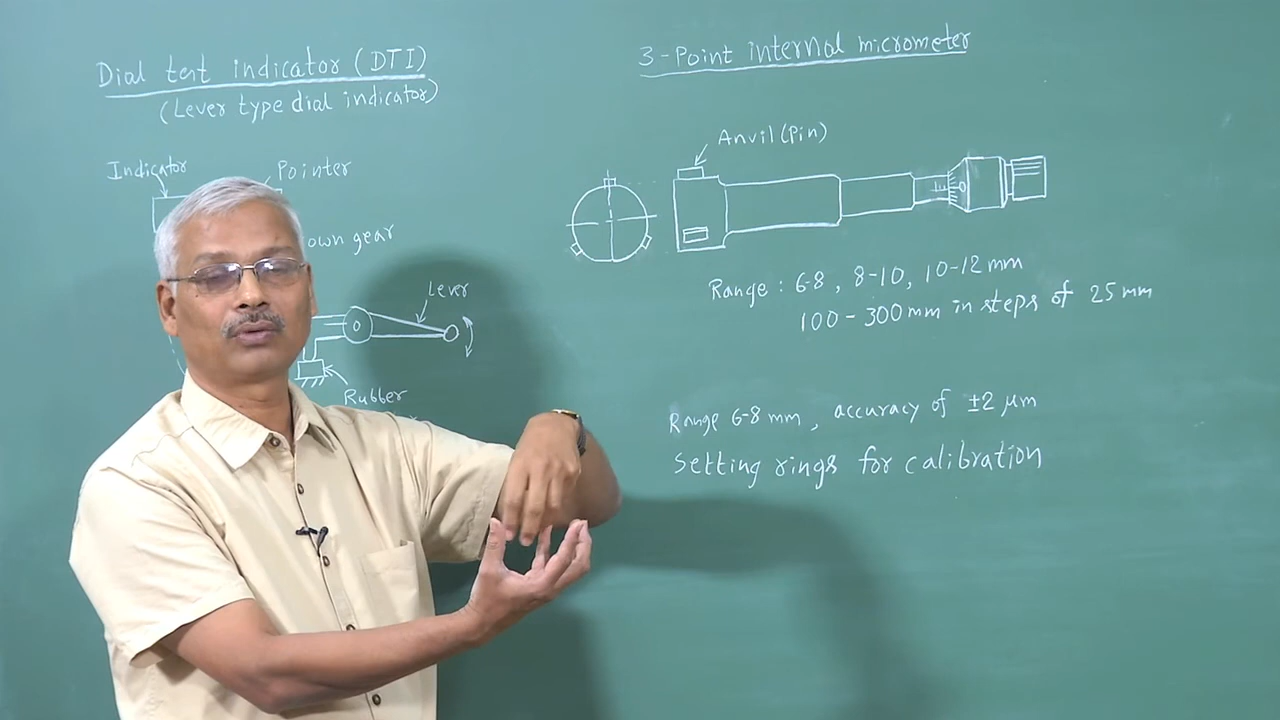 Dial test indicator (DTI)
(Lever type dial indicator)
Indicator
Pointer
own gear
Lever
Rubber
3-Point internal micrometer
Anvil (Pin)
Range : 6-8 , 8-10 , 10-12 mm
100 - 300 mm in steps of 25 mm
Range 6-8 mm , accuracy of ±2 μm
Setting rings for calibration